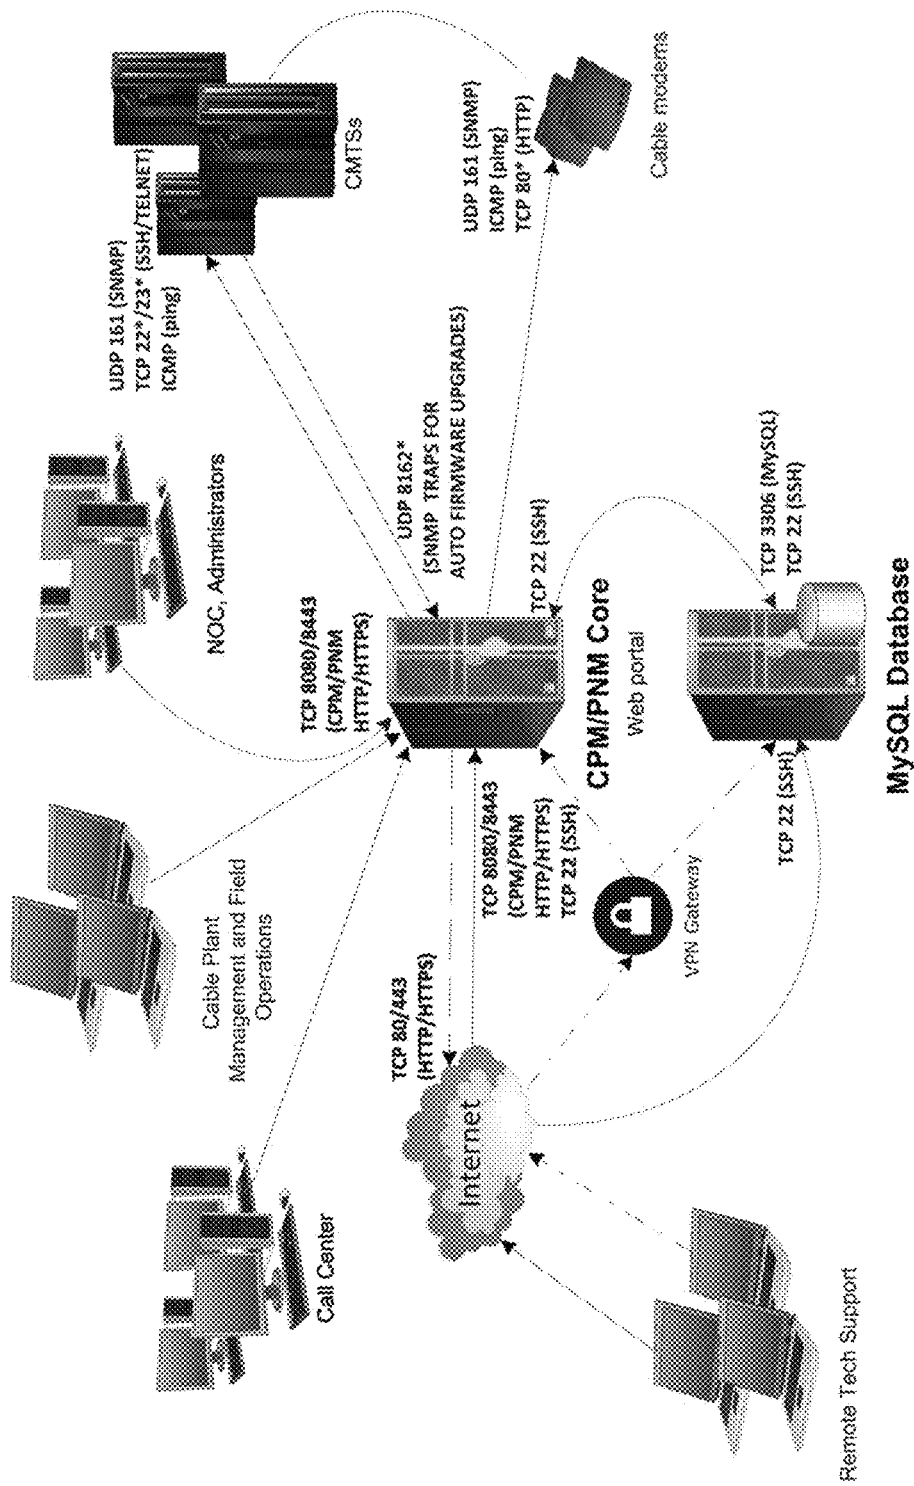 Call Center
Cable Plant
Management and Field
Operations
NOC, Administrators
UDP 161 (SNMP)
TCP 22*/23* (SSH/TELNET)
ICMP (ping)
CMTSs
TCP 8080/8443
(CPM/PNM
HTTP/HTTPS)
UDP 8162*
(SNMP TRAPS FOR
AUTO FIRMWARE UPGRADES)
UDP 161 (SNMP)
ICMP (ping)
TCP 80* (HTTP)
Cable modems
TCP 80/443
(HTTP/HTTPS)
Internet
TCP 8080/8443
(CPM/PNM
HTTP/HTTPS)
TCP 22 (SSH)
TCP 22 (SSH)
CPM/PNM Core
Web portal
VPN Gateway
TCP 3306 (MySQL)
TCP 22 (SSH)
TCP 22 (SSH)
MySQL Database
Remote Tech Support